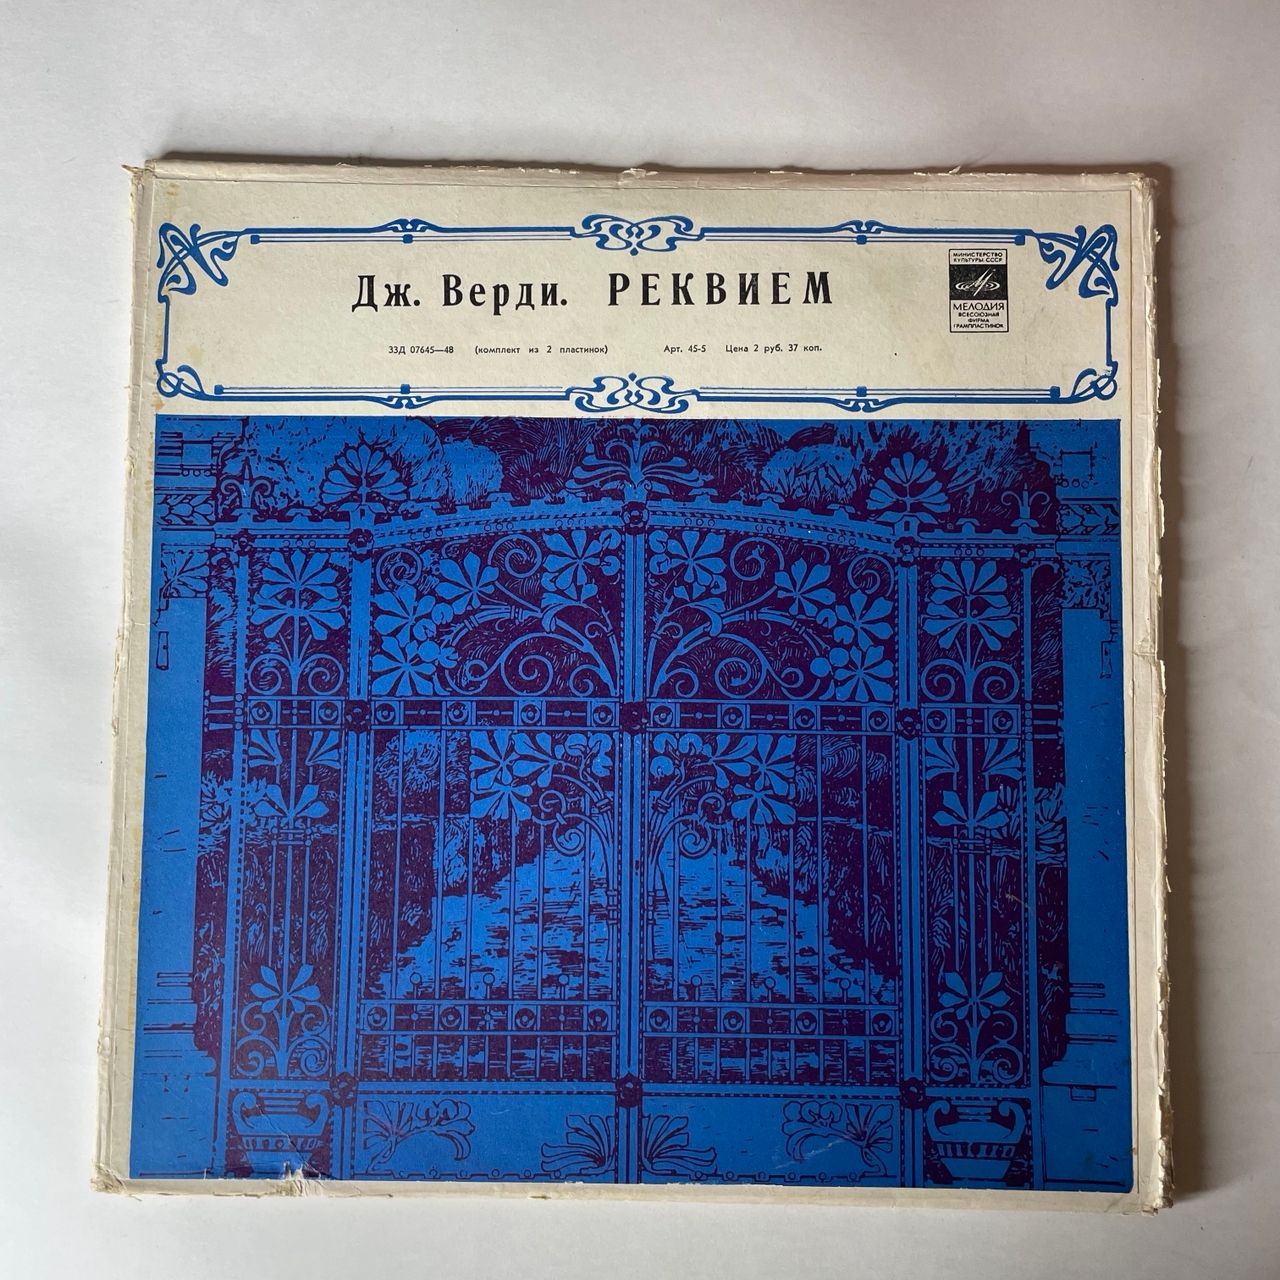 Дж. Верди. РЕКВИЕМ
33Д 07645—48 (комплект из 2 пластинок) Арт. 45-5 Цена 2 руб. 37 коп.
МИНИСТЕРСТВО
КУЛЬТУРЫ СССР
МЕЛОДИЯ
ВСЕСОЮЗНАЯ
ФИРМА
ГРАМПЛАСТИНОК